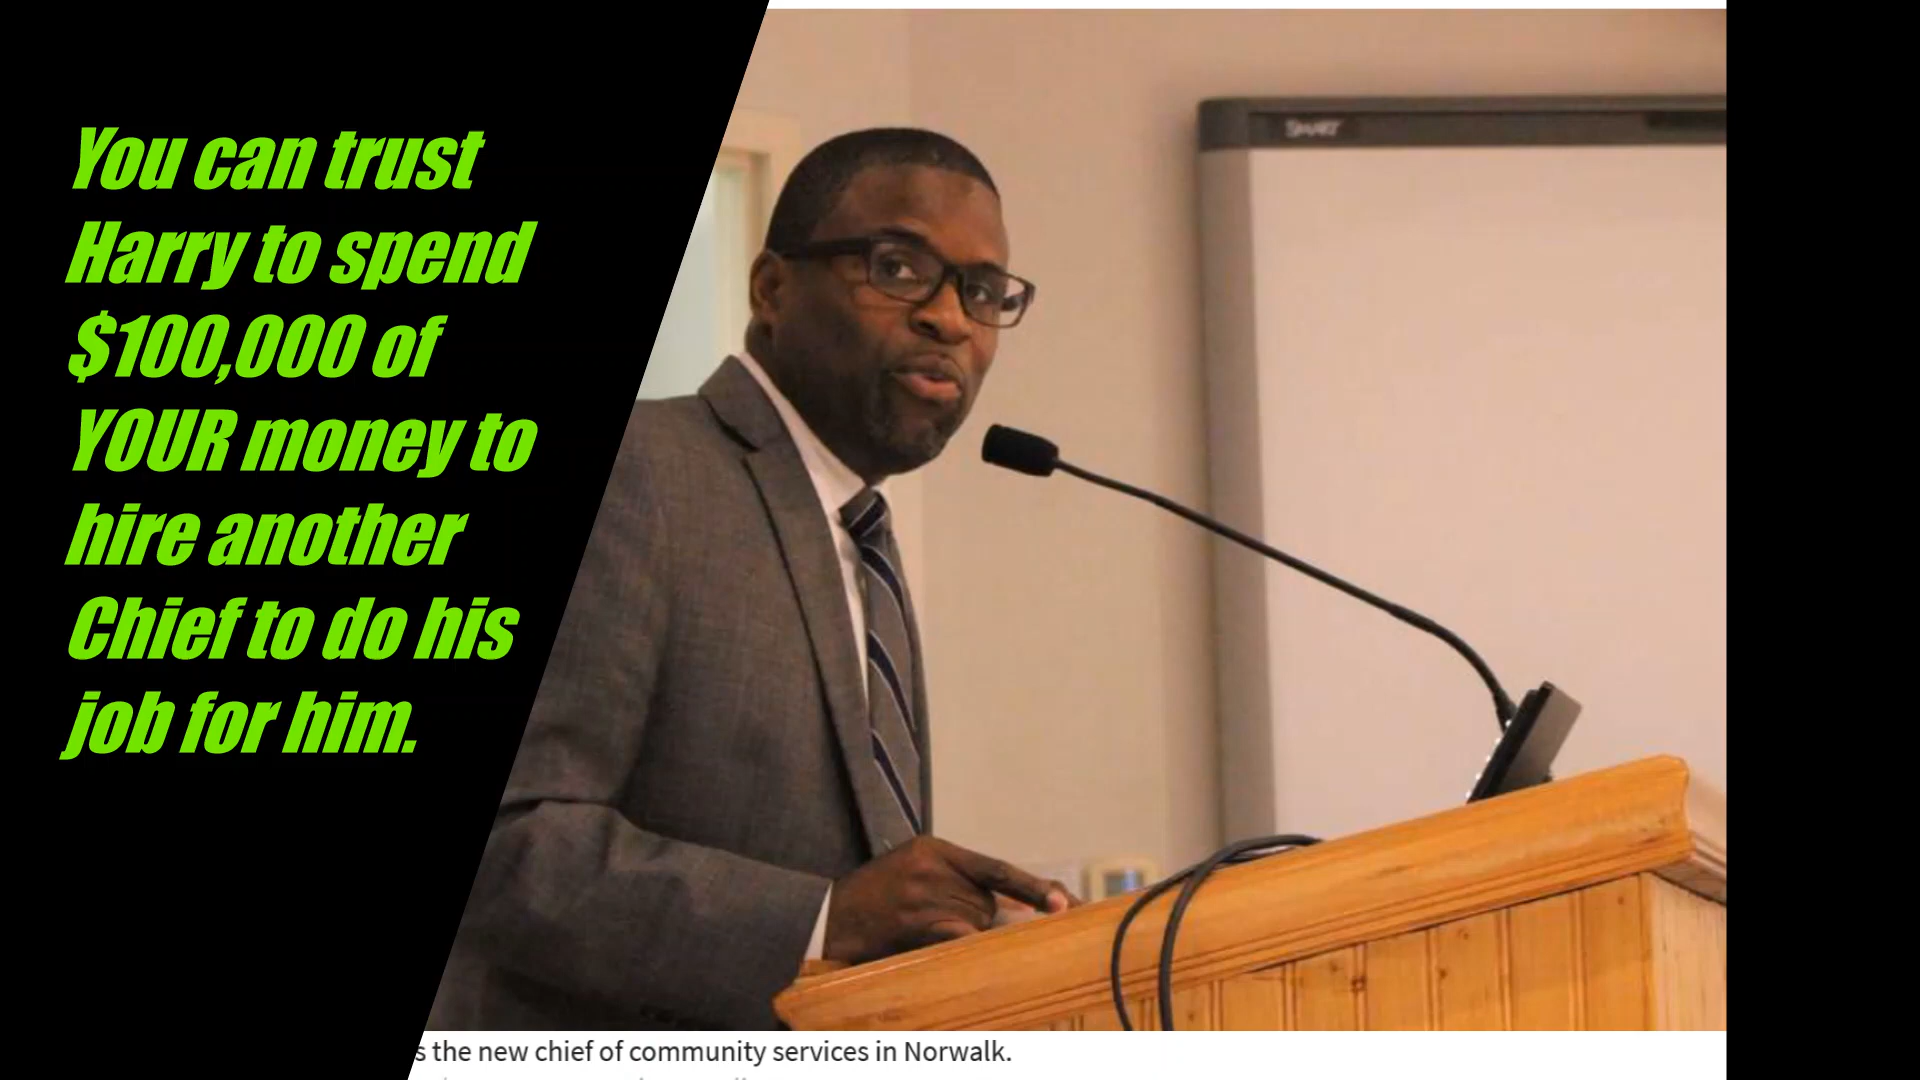 You can trust
Harry to spend
$100,000 of
YOUR money to
hire another
Chief to do his
job for him.
SMART
s the new chief of community services in Norwalk.